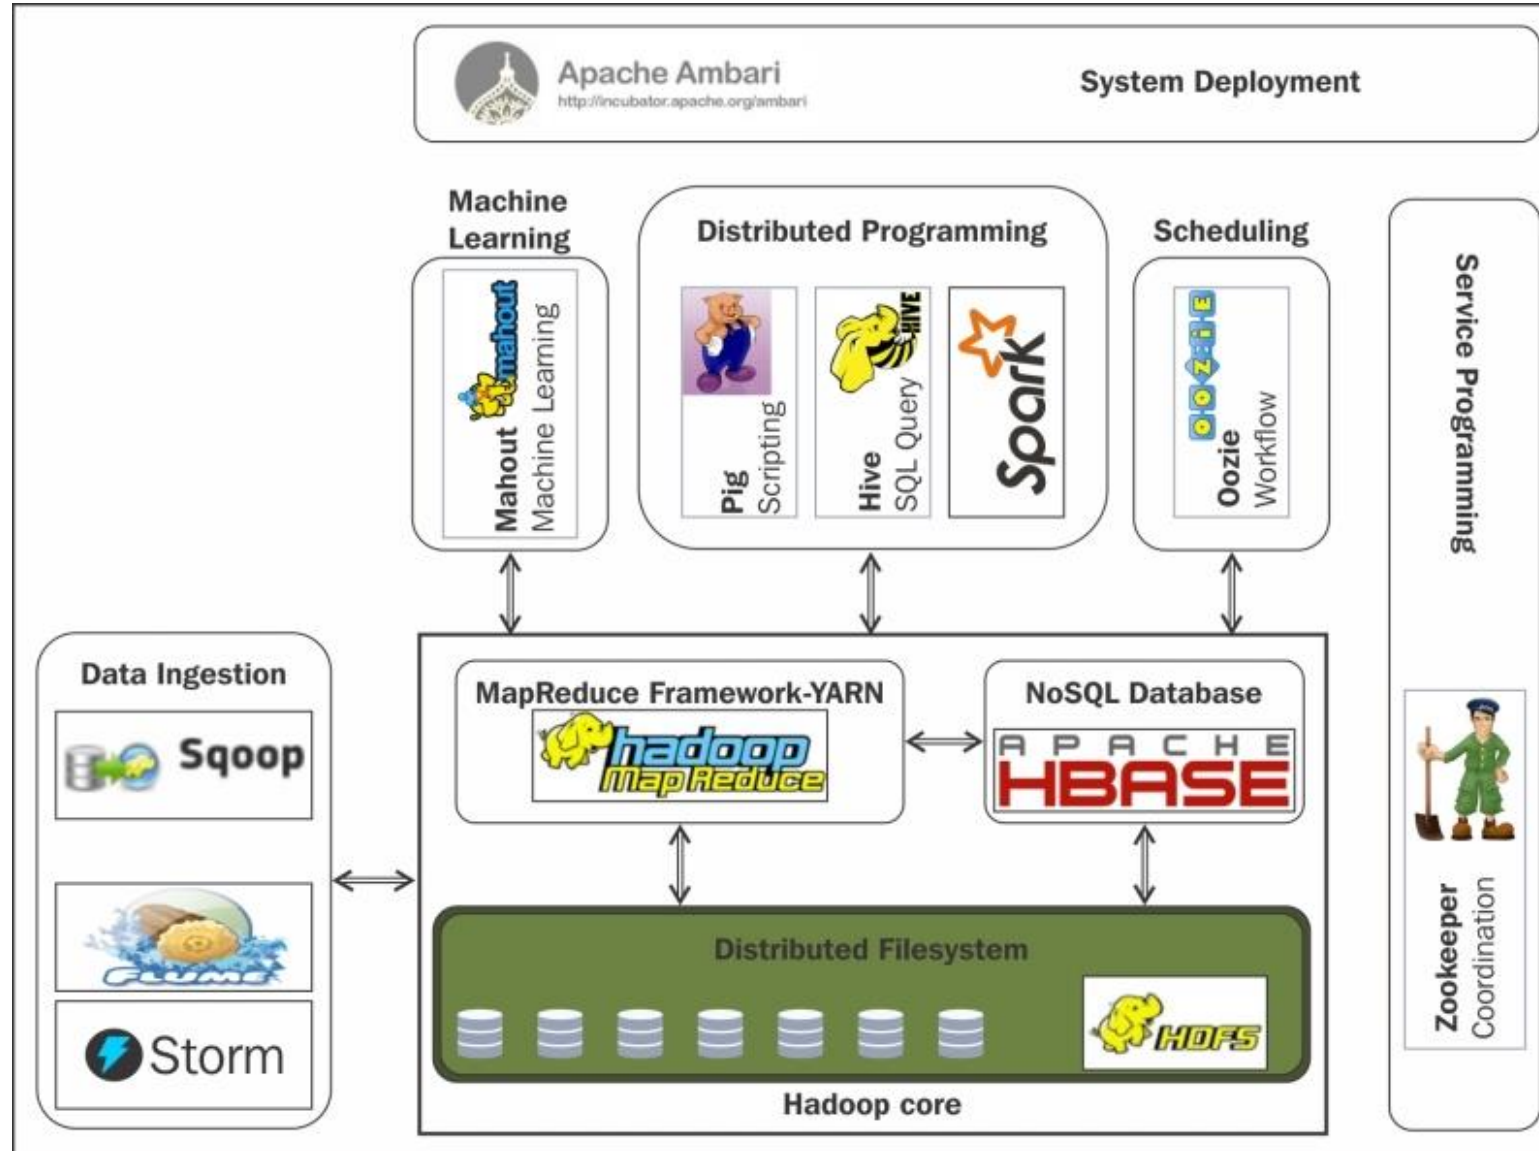 Apache Ambari
http://incubator.apache.org/ambari
System Deployment
Machine
Learning
mahout
Mahout
Machine Learning
Distributed Programming
Pig
Scripting
HIVE
Hive
SQL Query
Spark
Scheduling
OOZiE
Oozie
Workflow
Service Programming
Zookeeper
Coordination
Data Ingestion
Sqoop
FLUME
Storm
MapReduce Framework-YARN
hadoop
Map Reduce
NoSQL Database
APACHE
HBASE
Distributed Filesystem
HDFS
Hadoop core